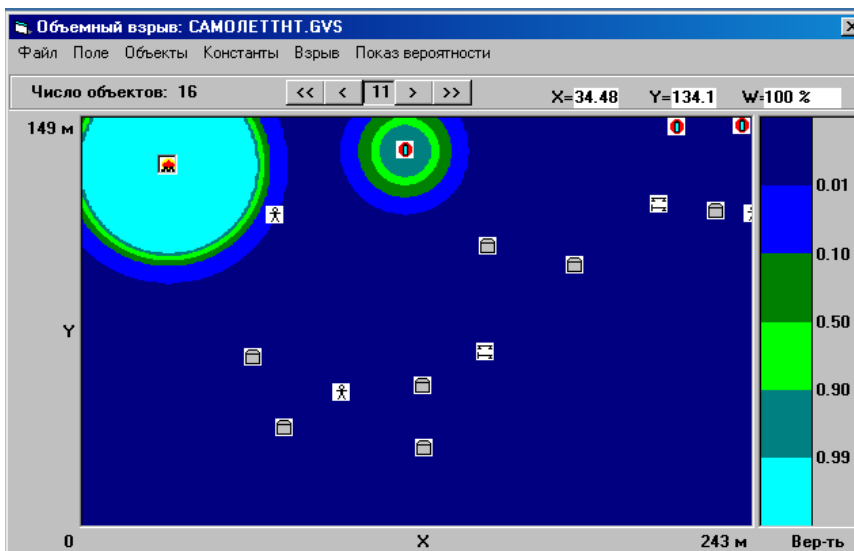 Объемный взрыв: САМОЛЕТТНТ.GVS
Файл Поле Объекты Константы Взрыв Показ вероятности
Число объектов: 16 << < 11 > >> X=34.48 Y=134.1 W=100 %
149 м
0.01
0.10
Y
0.50
0.90
0.99
0 X 243 м Вер-ть